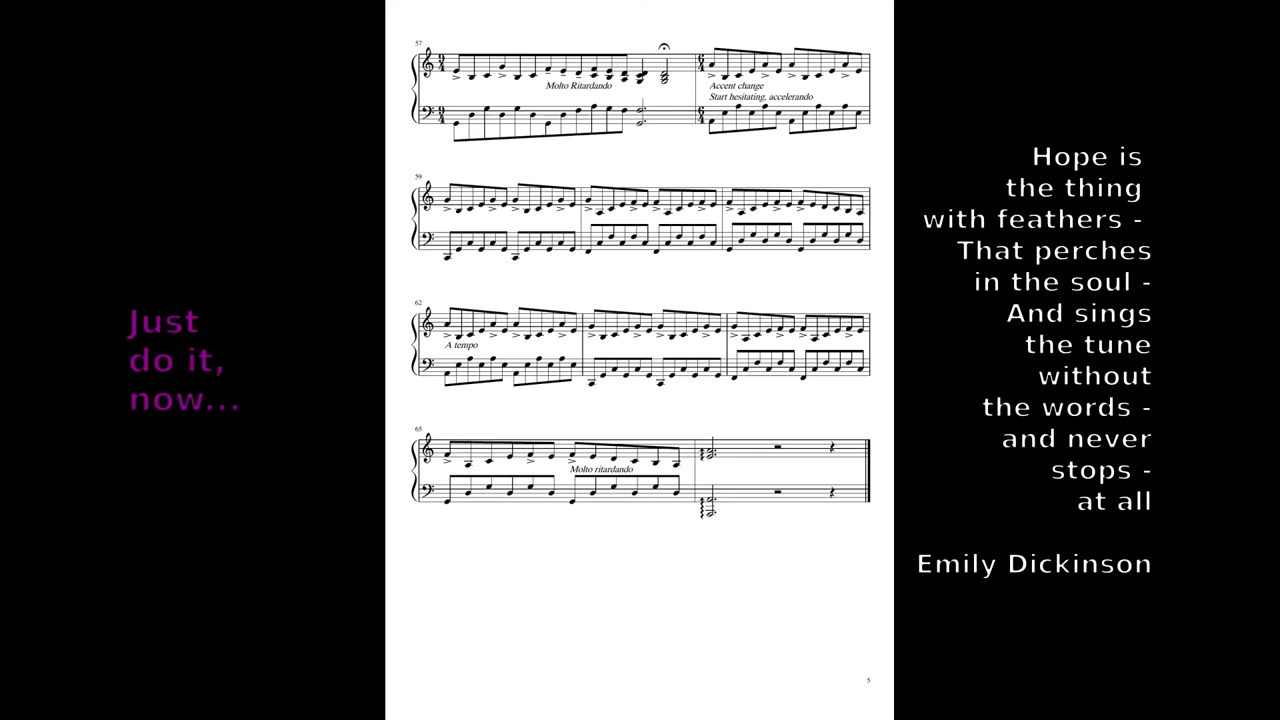 Just
do it,
now...
57
Molto Ritardando
Accent change
Start hesitating, accelerando
59
62
A tempo
65
Molto ritardando
5
Hope is
the thing
with feathers -
That perches
in the soul -
And sings
the tune
without
the words -
and never
stops -
at all
Emily Dickinson